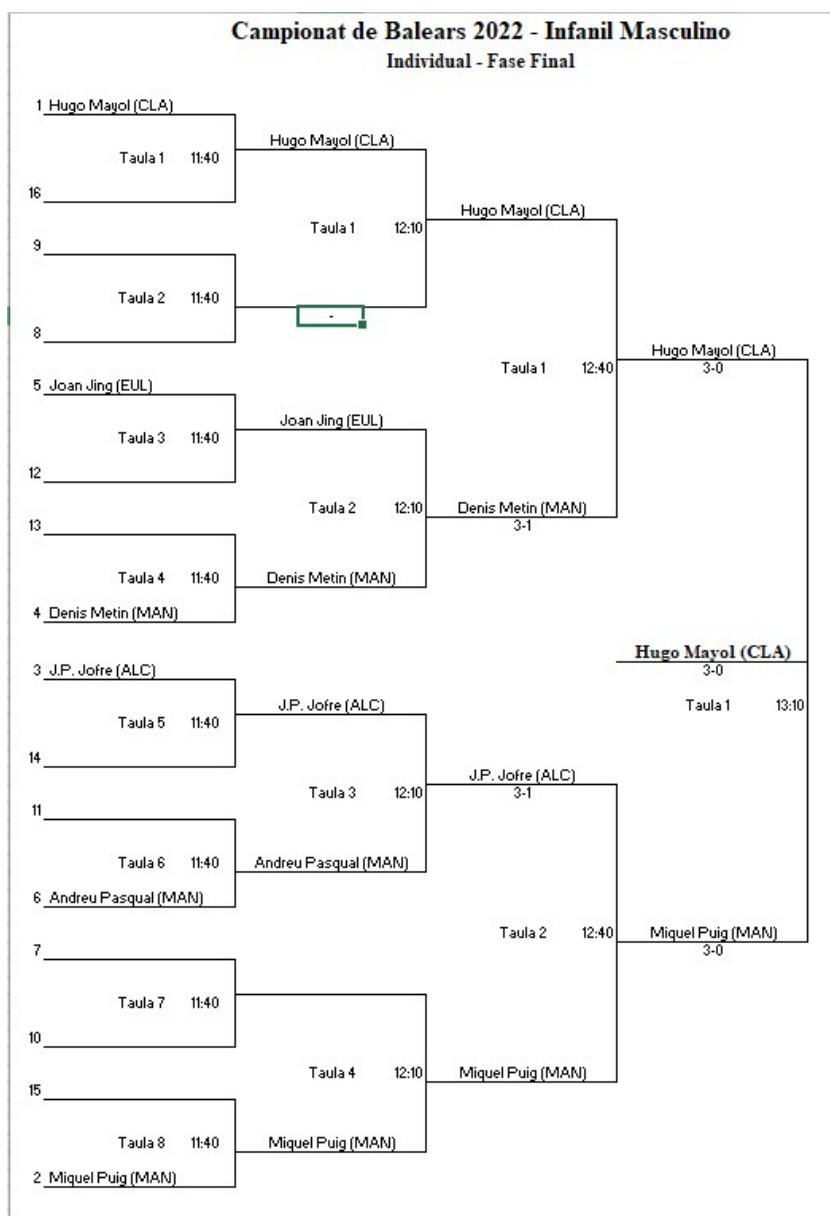 Campionat de Balears 2022 - Infanil Masculino
Individual - Fase Final
1 Hugo Mayol (CLA)
Hugo Mayol (CLA)
Taula 1 11:40
16
Hugo Mayol (CLA)
Taula 1 12:10
9
Taula 2 11:40
-
8
Hugo Mayol (CLA)
3-0
Taula 1 12:40
5 Joan Jing (EUL)
Joan Jing (EUL)
Taula 3 11:40
12
Denis Metin (MAN)
3-1
Taula 2 12:10
13
Taula 4 11:40
Denis Metin (MAN)
4 Denis Metin (MAN)
Hugo Mayol (CLA)
3-0
Taula 1 13:10
3 J.P. Jofre (ALC)
J.P. Jofre (ALC)
Taula 5 11:40
14
J.P. Jofre (ALC)
3-1
Taula 3 12:10
11
Taula 6 11:40
Andreu Pasqual (MAN)
6 Andreu Pasqual (MAN)
Taula 2 12:40
Miquel Puig (MAN)
3-0
7
Taula 7 11:40
10
Taula 4 12:10
Miquel Puig (MAN)
15
Taula 8 11:40
Miquel Puig (MAN)
2 Miquel Puig (MAN)